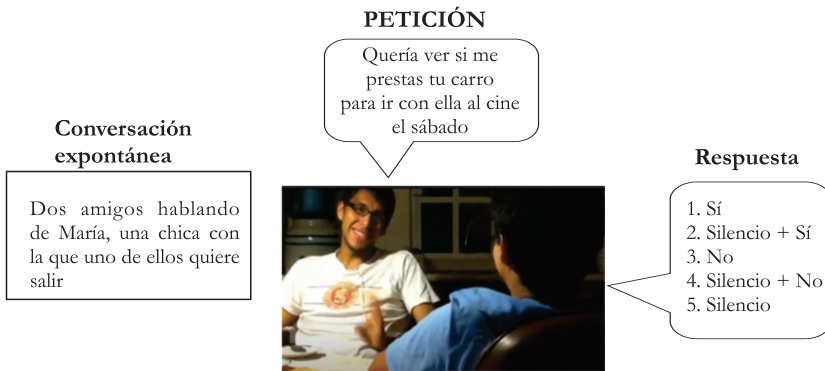 PETICIÓN
Quería ver si me
prestas tu carro
para ir con ella al cine
el sábado
Conversación
expontánea
Dos amigos hablando
de María, una chica con
la que uno de ellos quiere
salir
Respuesta
1. Sí
2. Silencio + Sí
3. No
4. Silencio + No
5. Silencio